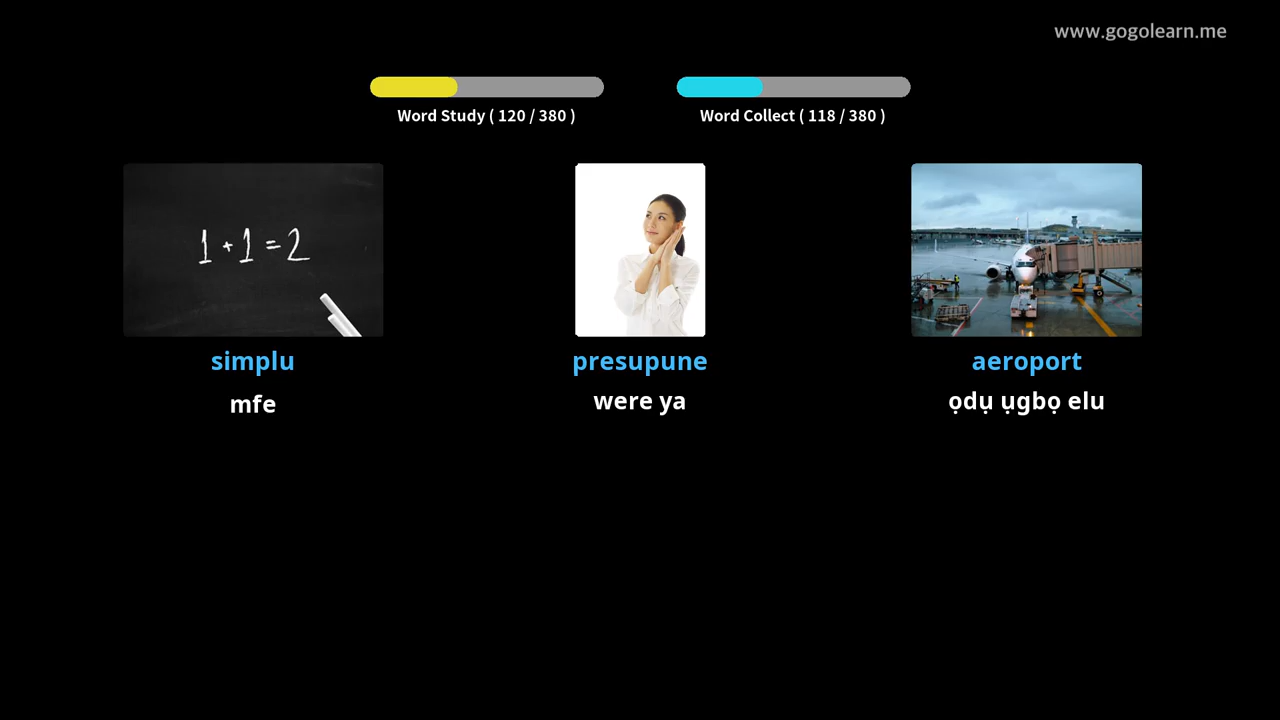 www.gogolearn.me
Word Study ( 120 / 380 )
Word Collect ( 118 / 380 )
1 + 1 = 2
simplu
presupune
aeroport
mfe
were ya
ọdụ ụgbọ elu